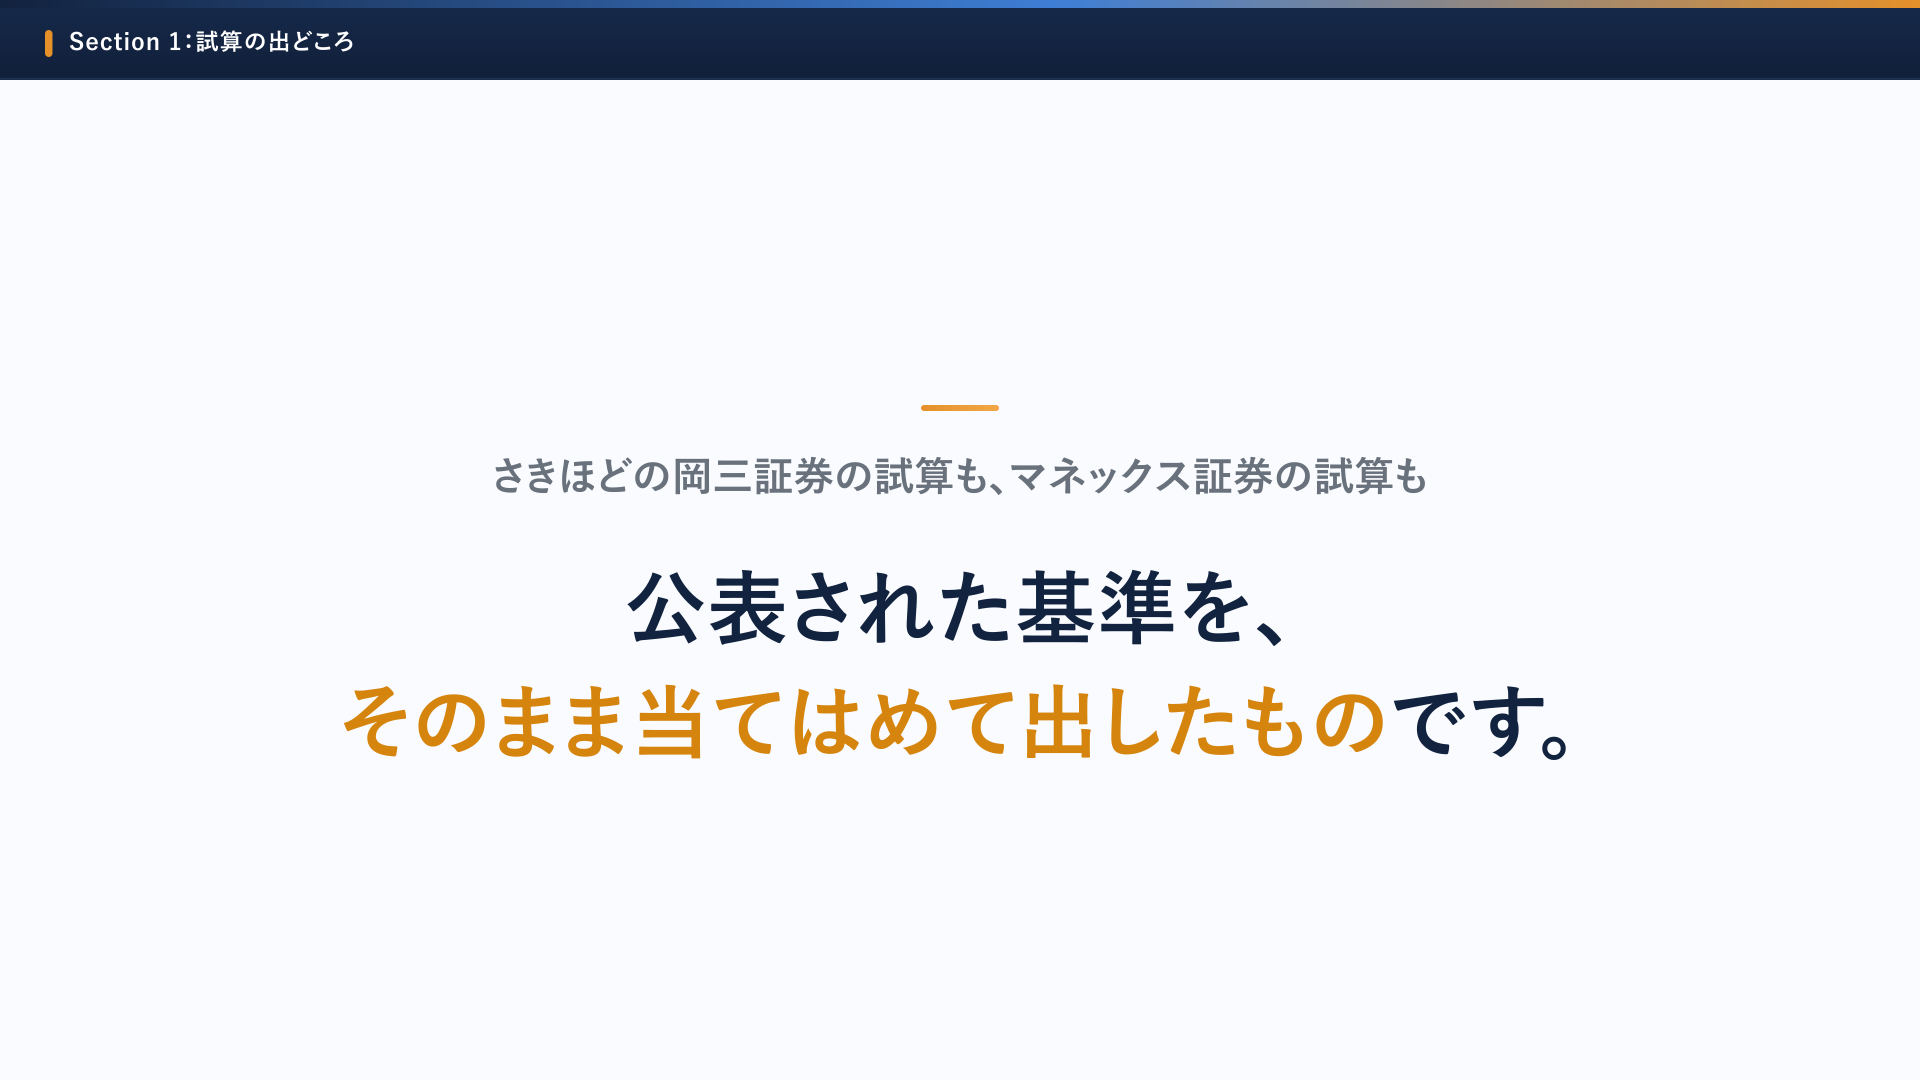 Section 1：試算の出どころ
さきほどの岡三証券の試算も、マネックス証券の試算も
公表された基準を、
そのまま当てはめて出したものです。